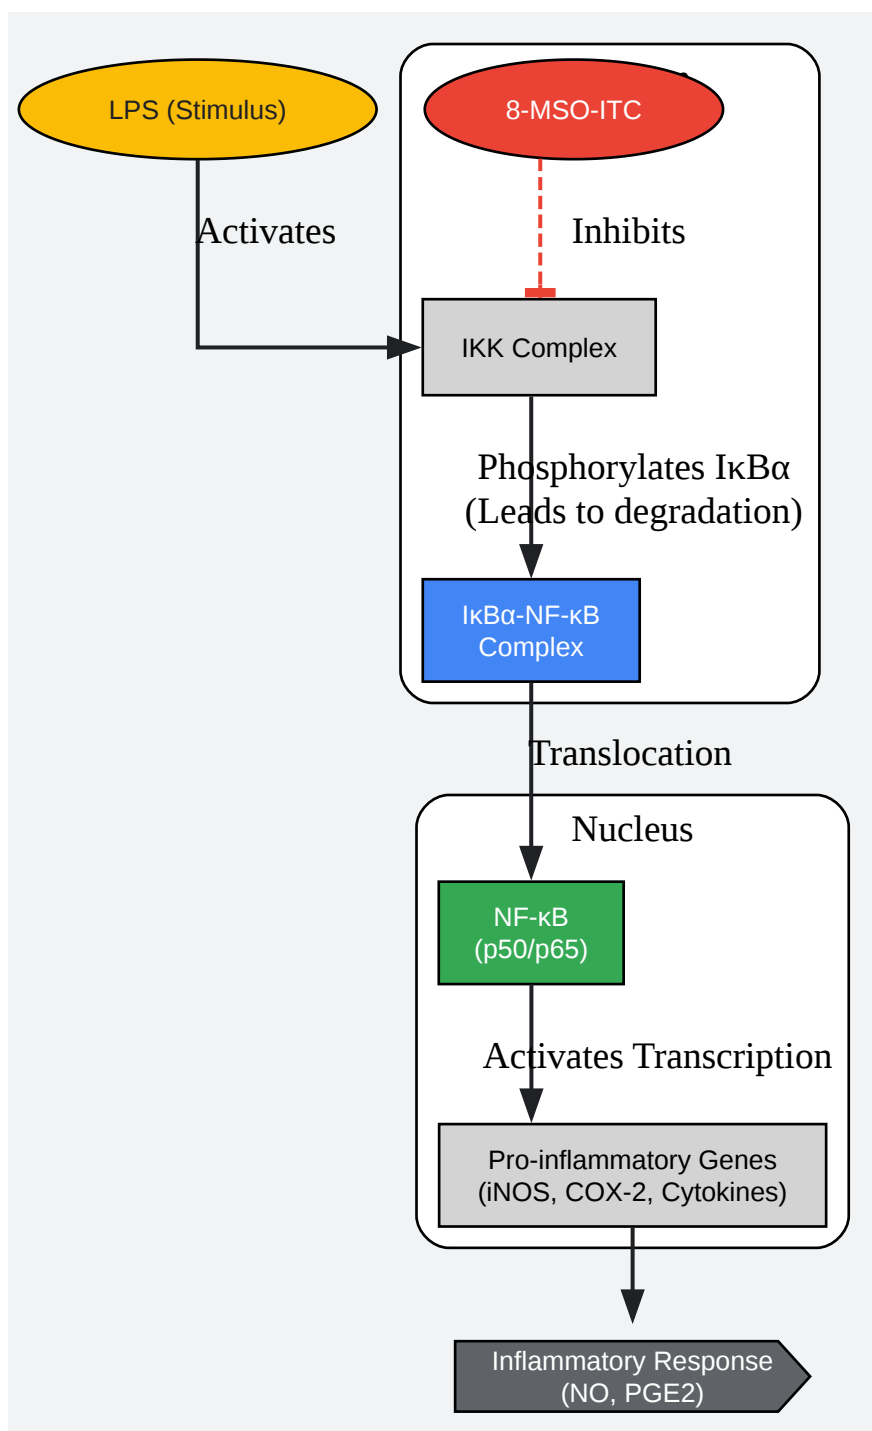 LPS (Stimulus)
8-MSO-ITC
Activates
Inhibits
IKK Complex
Phosphorylates IκBα
(Leads to degradation)
IκBα-NF-κB
Complex
Translocation
Nucleus
NF-κB
(p50/p65)
Activates Transcription
Pro-inflammatory Genes
(iNOS, COX-2, Cytokines)
Inflammatory Response
(NO, PGE2)